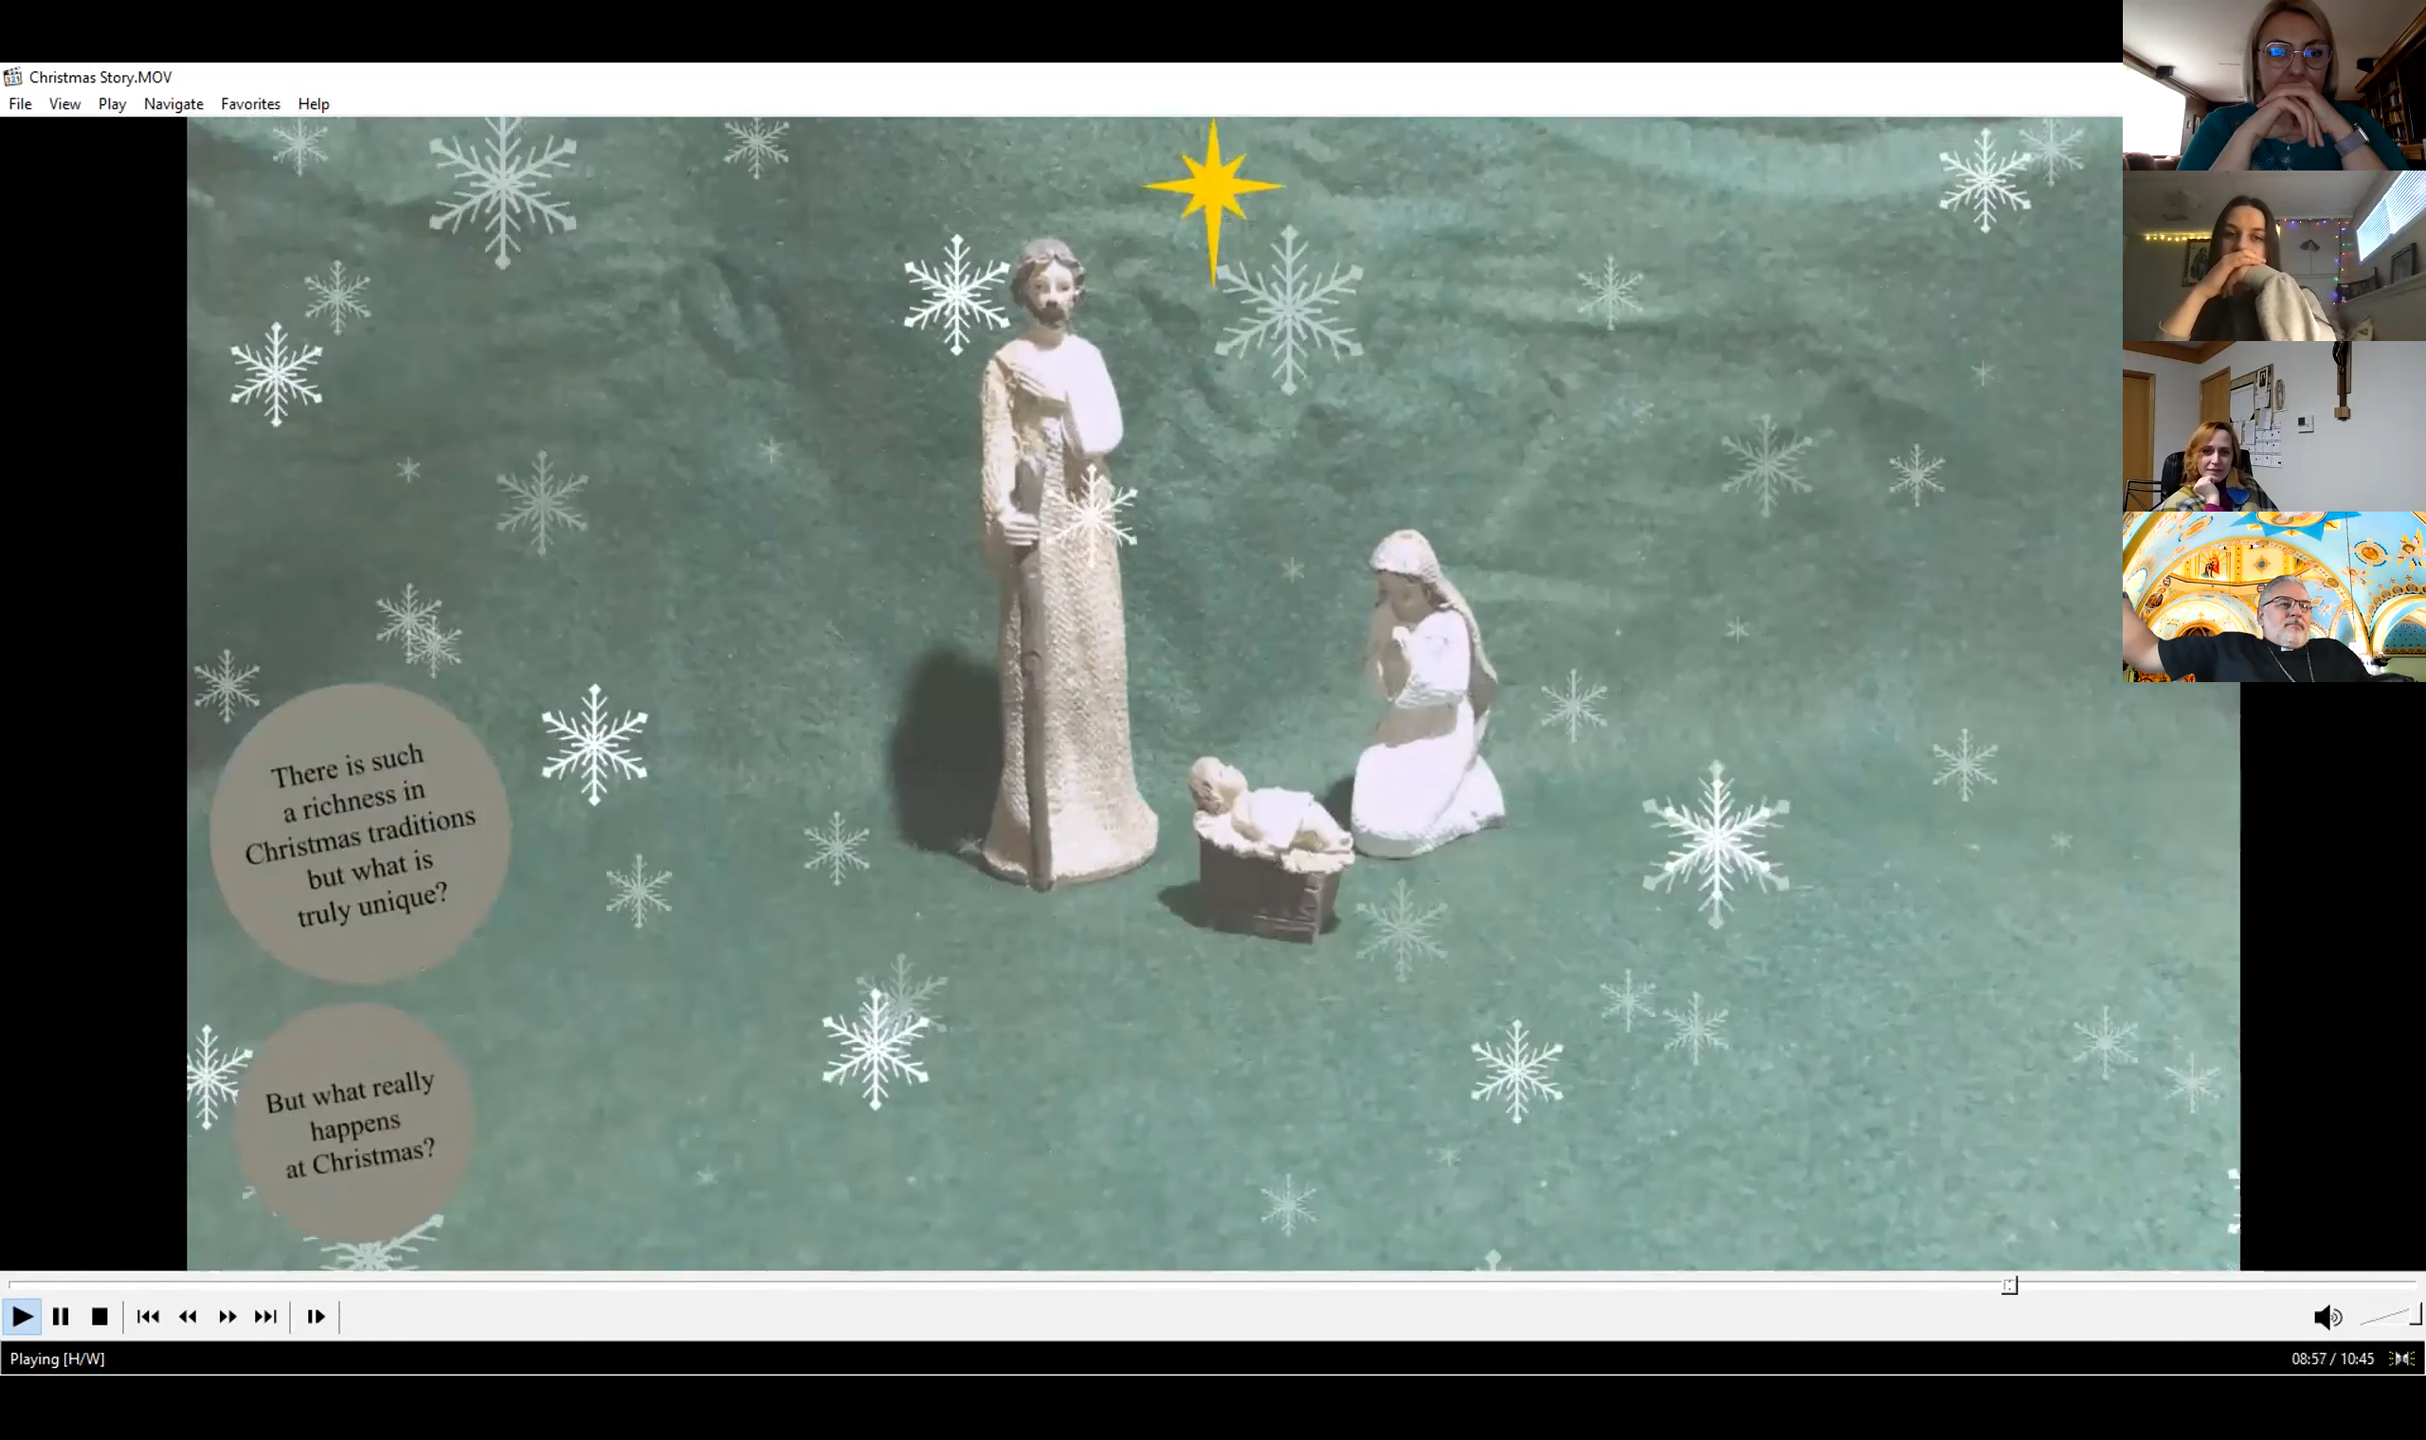 Christmas Story.MOV
File View Play Navigate Favorites Help
There is such
a richness in
Christmas traditions
but what is
truly unique?
But what really
happens
at Christmas?
Playing [H/W]
08:57 / 10:45